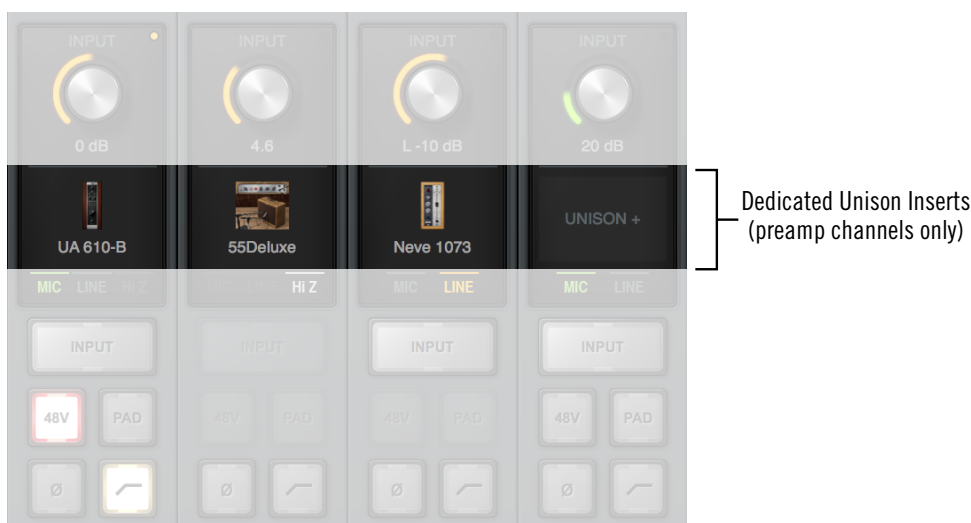 INPUT INPUT INPUT INPUT
0 dB 4.6 L -10 dB 20 dB
UA 610-B 55Deluxe Neve 1073 UNISON +
Dedicated Unison Inserts
(preamp channels only)
MIC LINE Hi Z MIC LINE Hi Z MIC LINE MIC LINE
INPUT INPUT INPUT INPUT
48V PAD 48V PAD 48V PAD 48V PAD
Ø Ø Ø Ø